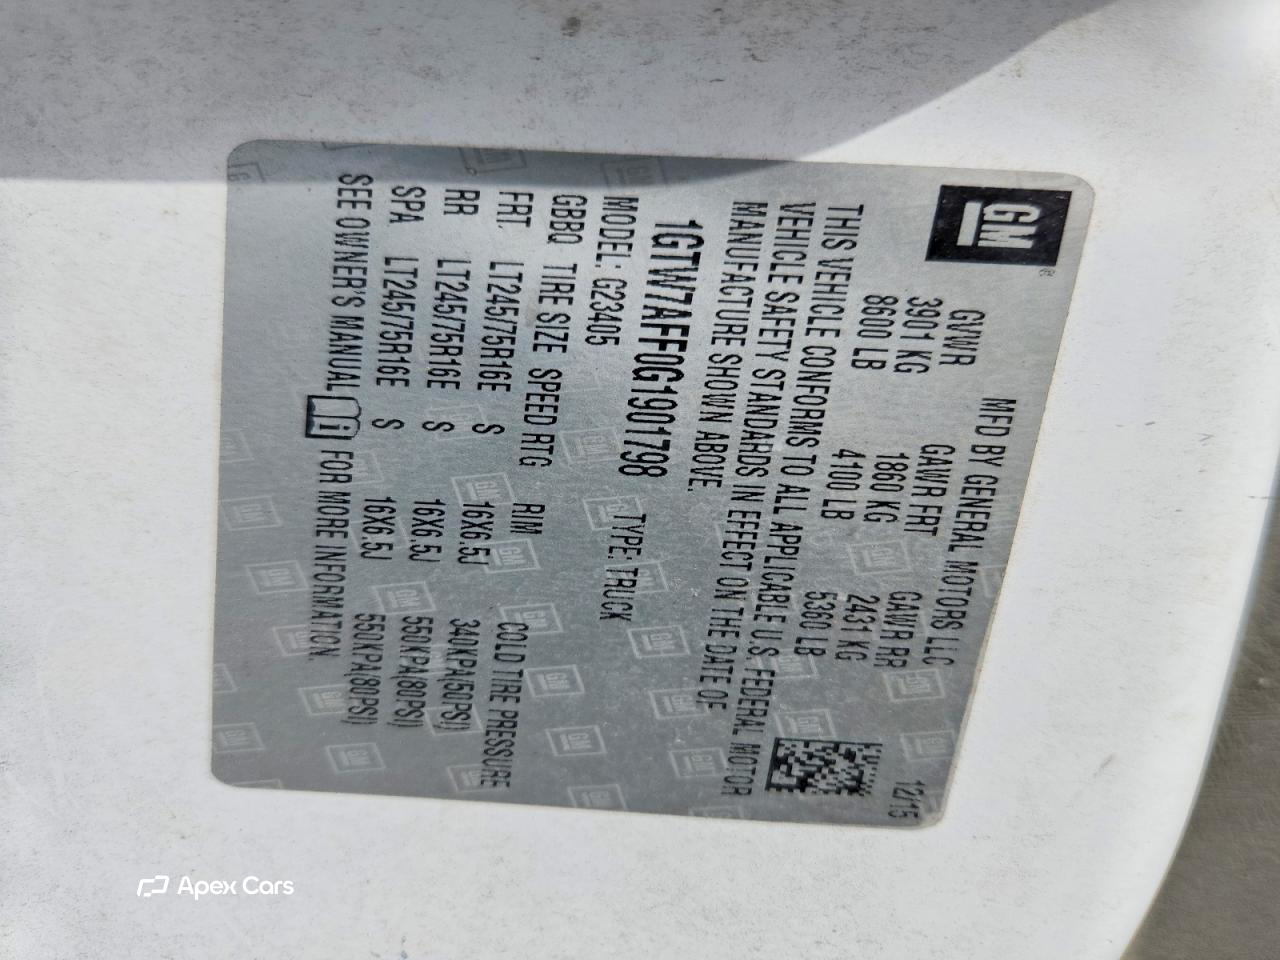 GM®
MFD BY GENERAL MOTORS LLC 12/15
GVWR GAWR FRT GAWR RR
3901 KG 1860 KG 2431 KG
8600 LB 4100 LB 5360 LB
THIS VEHICLE CONFORMS TO ALL APPLICABLE U.S FEDERAL MOTOR
VEHICLE SAFETY STANDARDS IN EFFECT ON THE DATE OF
MANUFACTURE SHOWN ABOVE.
1GTW7AFF0G1901798 TYPE: TRUCK
MODEL: G23405
GBBQ TIRE SIZE SPEED RTG RIM COLD TIRE PRESSURE
FRT. LT245/75R16E S 16X6.5J 340KPA(50PSI)
RR LT245/75R16E S 16X6.5J 550KPA(80PSI)
SPA LT245/75R16E S 16X6.5J 550KPA(80PSI)
SEE OWNER'S MANUAL FOR MORE INFORMATION.
Apex Cars